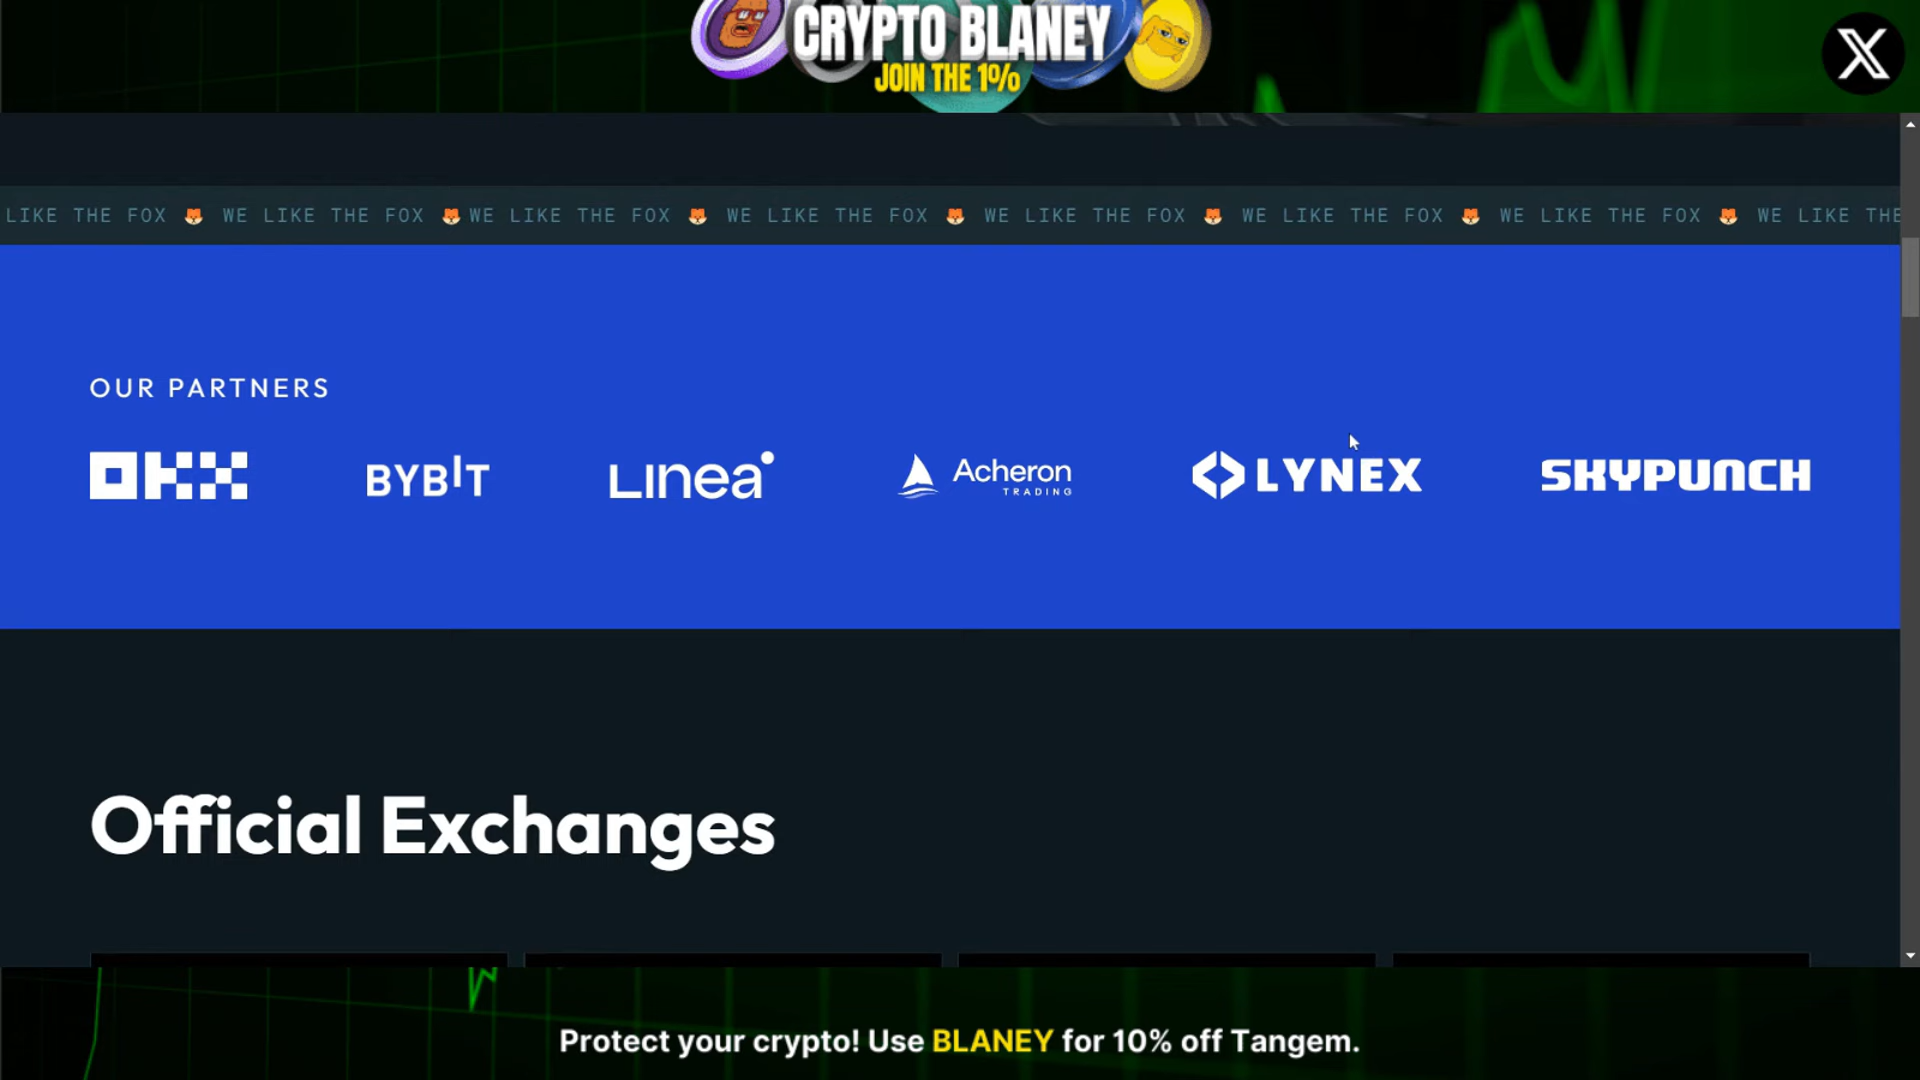 CRYPTO BLANEY
JOIN THE 1%
X
LIKE THE FOX WE LIKE THE FOX WE LIKE THE FOX WE LIKE THE FOX WE LIKE THE FOX WE LIKE THE FOX WE LIKE THE FOX WE LIKE THE
OUR PARTNERS
OKX BYBIT Linea Acheron TRADING LYNEX SKYPUNCH
Official Exchanges
Protect your crypto! Use BLANEY for 10% off Tangem.